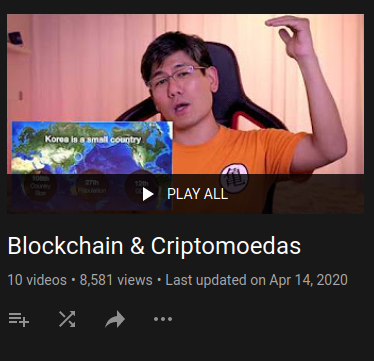 Korea is a small country
PLAY ALL
Blockchain & Criptomoedas
10 videos • 8,581 views • Last updated on Apr 14, 2020